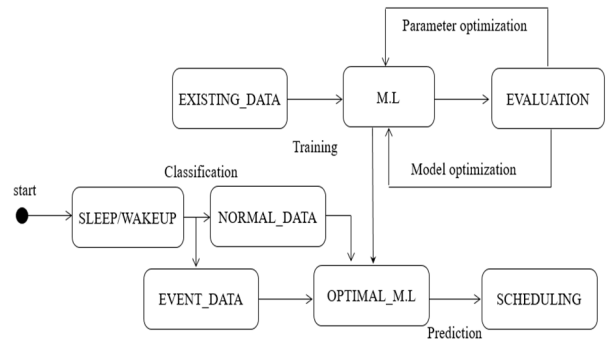 Parameter optimization
EXISTING_DATA
M.L
EVALUATION
Training
Model optimization
Classification
start
SLEEP/WAKEUP
NORMAL_DATA
EVENT_DATA
OPTIMAL_M.L
SCHEDULING
Prediction